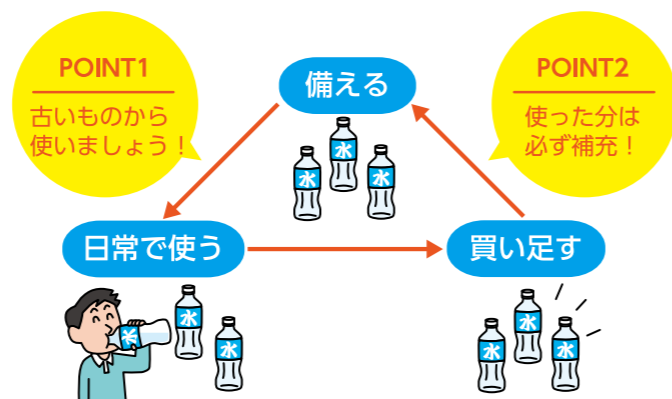 POINT1
古いものから
使いましょう!
備える
POINT2
使った分は
必ず補充!
水
水
水
日常で使う
買い足す
水
水
水
水
水
水